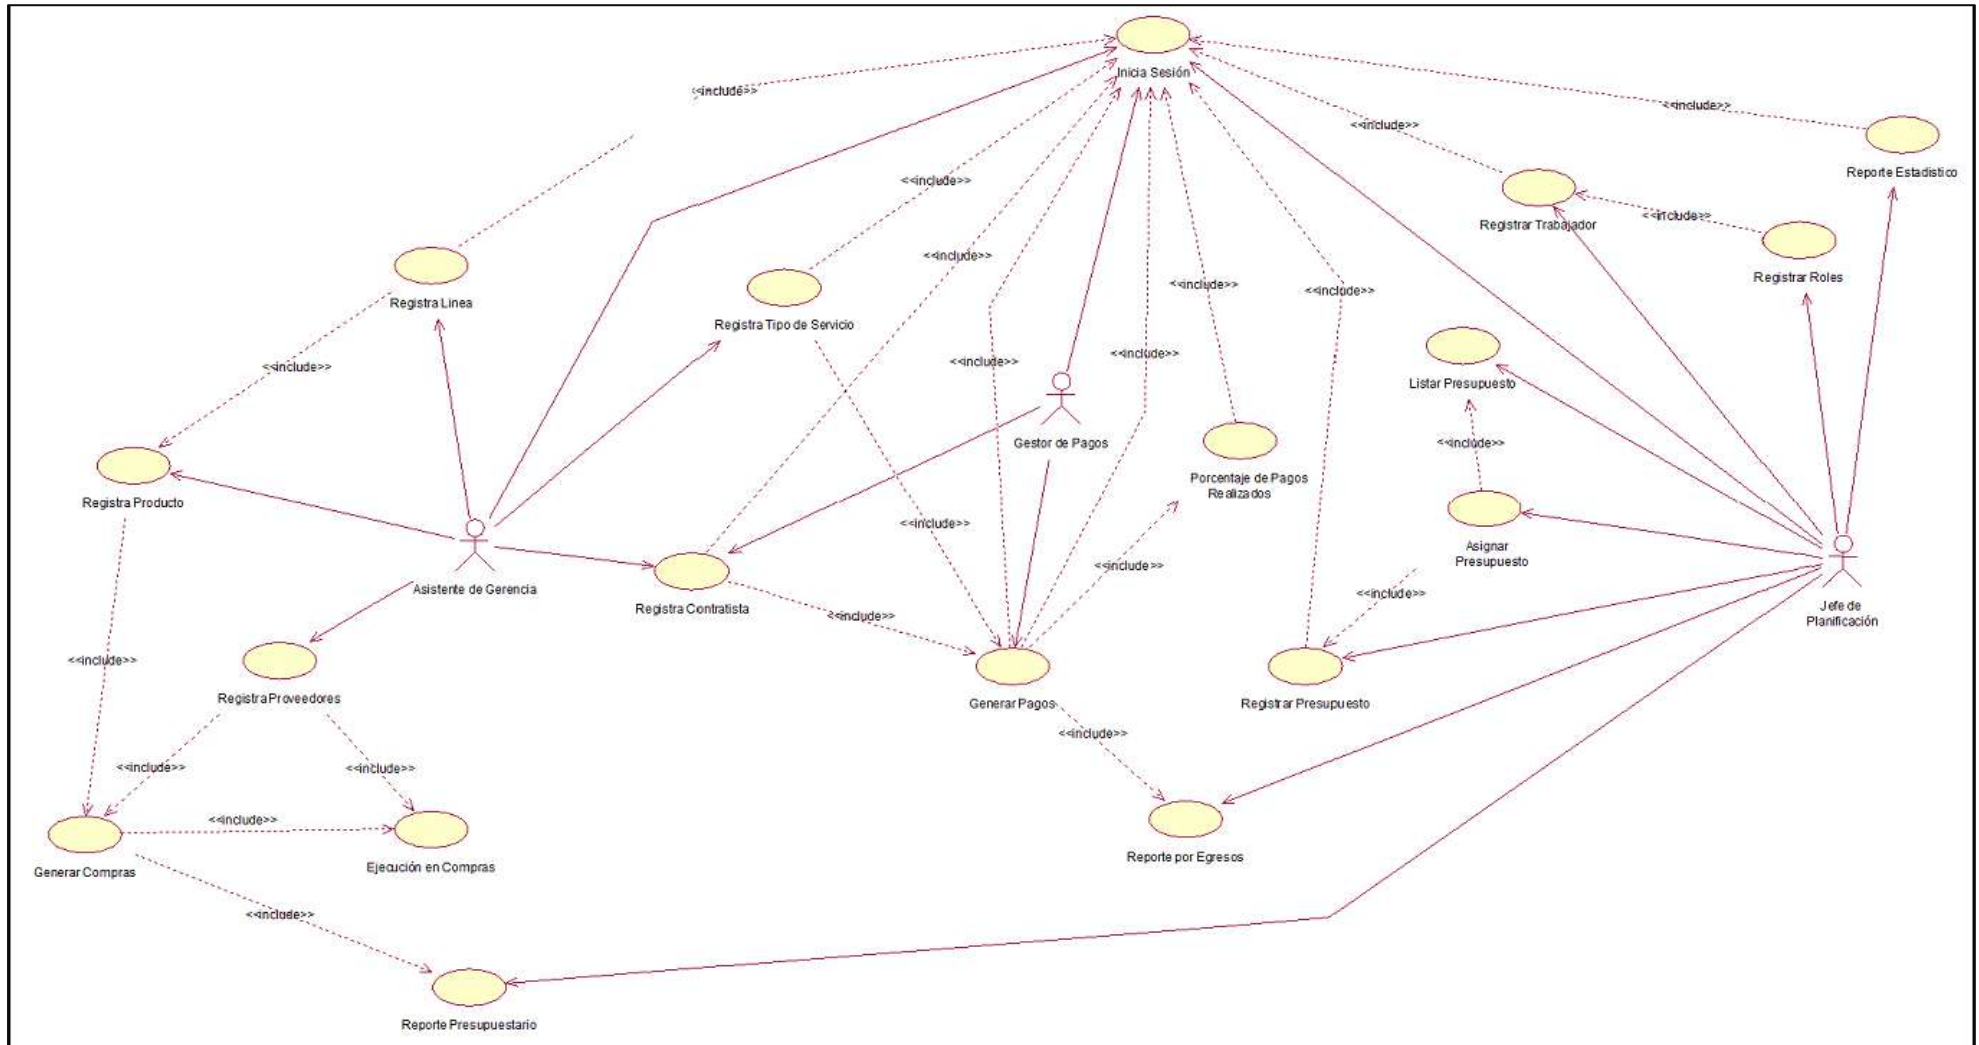 Inicia Sesión
<<include>>
<<include>>
<<include>>
Reporte Estadistico
<<include>>
Registrar Trabajador
<<include>>
Registrar Roles
<<include>>
<<include>>
<<include>>
Registra Linea
Registra Tipo de Servicio
<<include>>
<<include>>
<<include>>
<<include>>
Listar Presupuesto
Gestor de Pagos
<<include>>
Porcentaje de Pagos
Realizados
Registra Producto
<<include>>
Asignar
Presupuesto
<<include>>
Asistente de Gerencia
Registra Contratista
<<include>>
<<include>>
Jefe de
Planificación
<<include>>
Registra Proveedores
Generar Pagos
Registrar Presupuesto
<<include>>
<<include>>
<<include>>
<<include>>
Generar Compras
Ejecución en Compras
Reporte por Egresos
<<include>>
Reporte Presupuestario